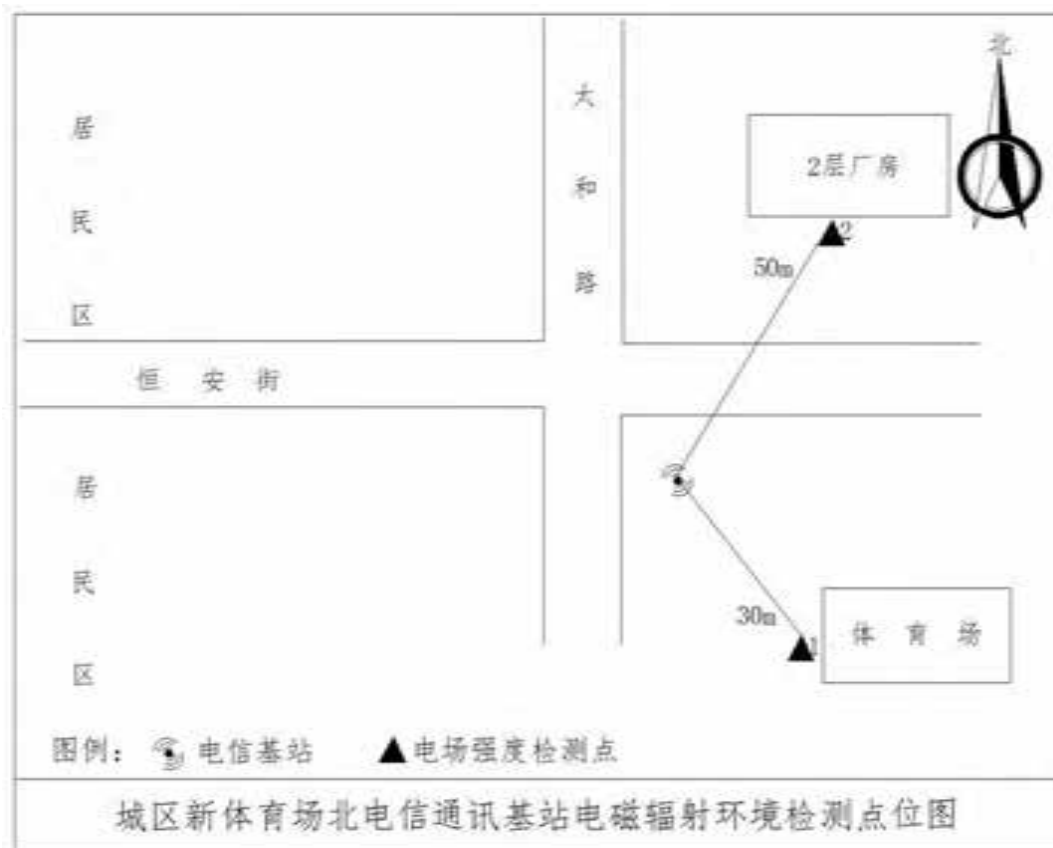 北
居民区
大和路
2层厂房
2
50m
恒安街
居民区
30m
1
体育场
图例：电信基站 ▲电场强度检测点
城区新体育场北电信通讯基站电磁辐射环境检测点位图